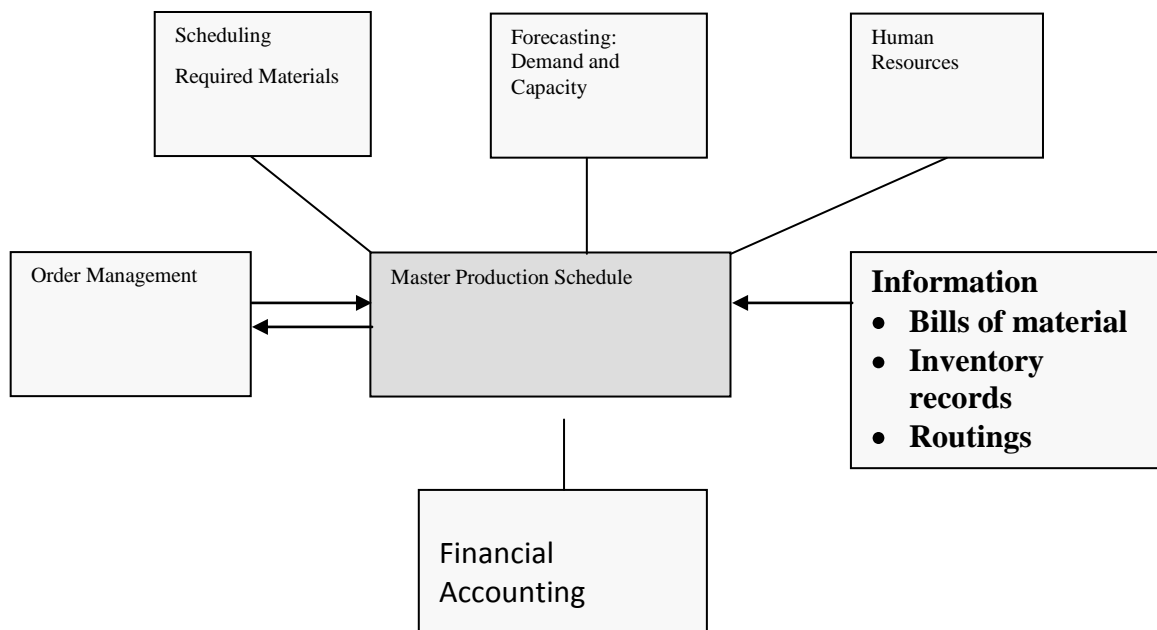 Scheduling
Required Materials
Forecasting:
Demand and
Capacity
Human
Resources
Order Management
Master Production Schedule
Information
• Bills of material
• Inventory
records
• Routings
Financial
Accounting